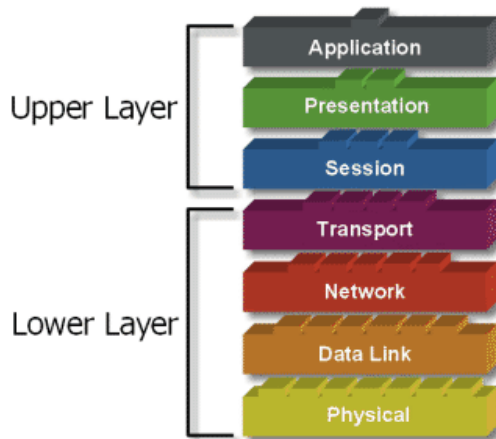 Upper Layer
Application
Presentation
Session
Lower Layer
Transport
Network
Data Link
Physical